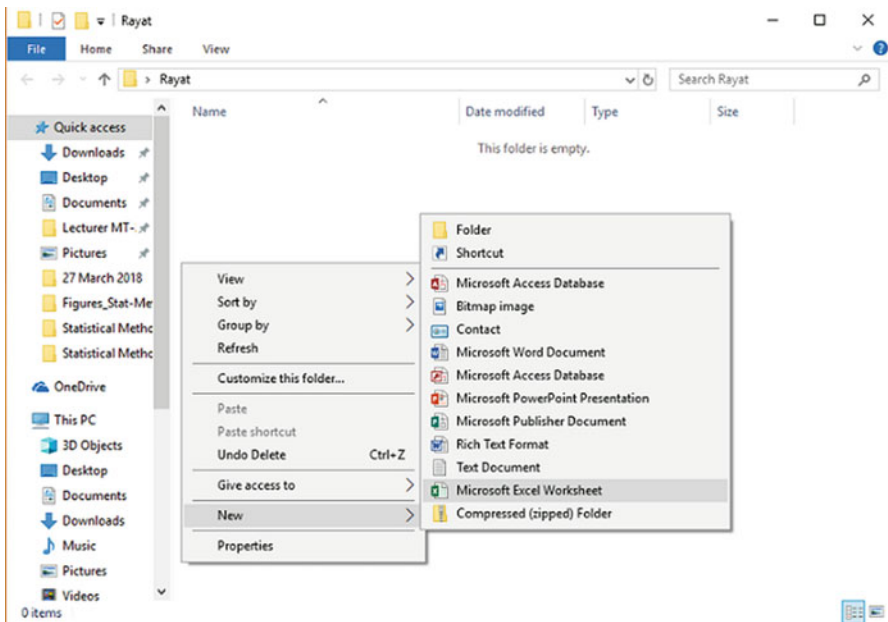 Rayat
File Home Share View
Rayat
Search Rayat
Name Date modified Type Size
This folder is empty.
Quick access
Downloads
Desktop
Documents
Lecturer MT-
Pictures
27 March 2018
Figures_Stat-Me
Statistical Methc
Statistical Methc
OneDrive
This PC
3D Objects
Desktop
Documents
Downloads
Music
Pictures
Videos
0 items
View
Sort by
Group by
Refresh
Customize this folder...
Paste
Paste shortcut
Undo Delete Ctrl+Z
Give access to
New
Properties
Folder
Shortcut
Microsoft Access Database
Bitmap image
Contact
Microsoft Word Document
Microsoft Access Database
Microsoft PowerPoint Presentation
Microsoft Publisher Document
Rich Text Format
Text Document
Microsoft Excel Worksheet
Compressed (zipped) Folder